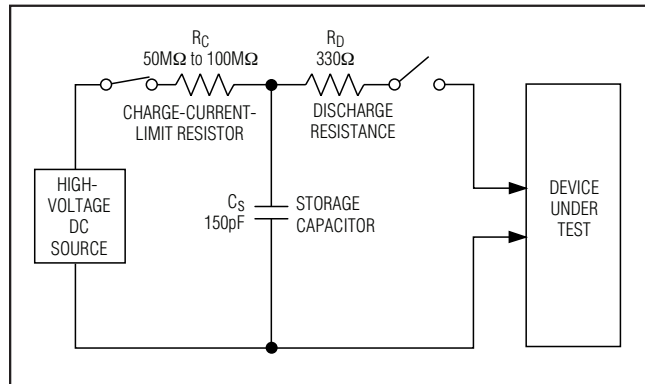 R_C
50MΩ to 100MΩ
CHARGE-CURRENT-
LIMIT RESISTOR
R_D
330Ω
DISCHARGE
RESISTANCE
HIGH-
VOLTAGE
DC
SOURCE
C_S
150pF
STORAGE
CAPACITOR
DEVICE
UNDER
TEST